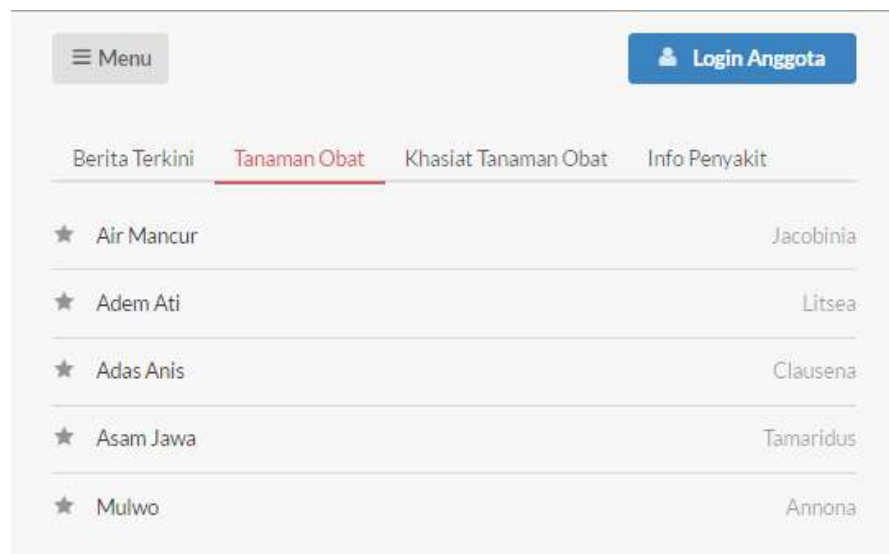 Menu Login Anggota
Berita Terkini Tanaman Obat Khasiat Tanaman Obat Info Penyakit
Air Mancur Jacobinia
Adem Ati Litsea
Adas Anis Clausena
Asam Jawa Tamaridus
Mulwo Annona